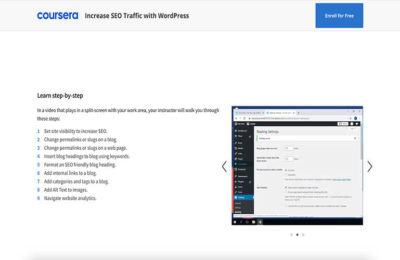 coursera
Increase SEO Traffic with WordPress
Enroll for Free
Learn step-by-step
In a video that plays in a split-screen with your work area, your instructor will walk you through
these steps:
1 Set site visibility to increase SEO.
2 Change permalinks or slugs on a blog.
3 Change permalinks or slugs on a web page.
4 Insert blog headings to blog using keywords.
5 Format an SEO friendly blog heading.
6 Add internal links to a blog.
7 Add categories and tags to a blog.
8 Add Alt Text to images.
9 Navigate website analytics.
Reading Settings